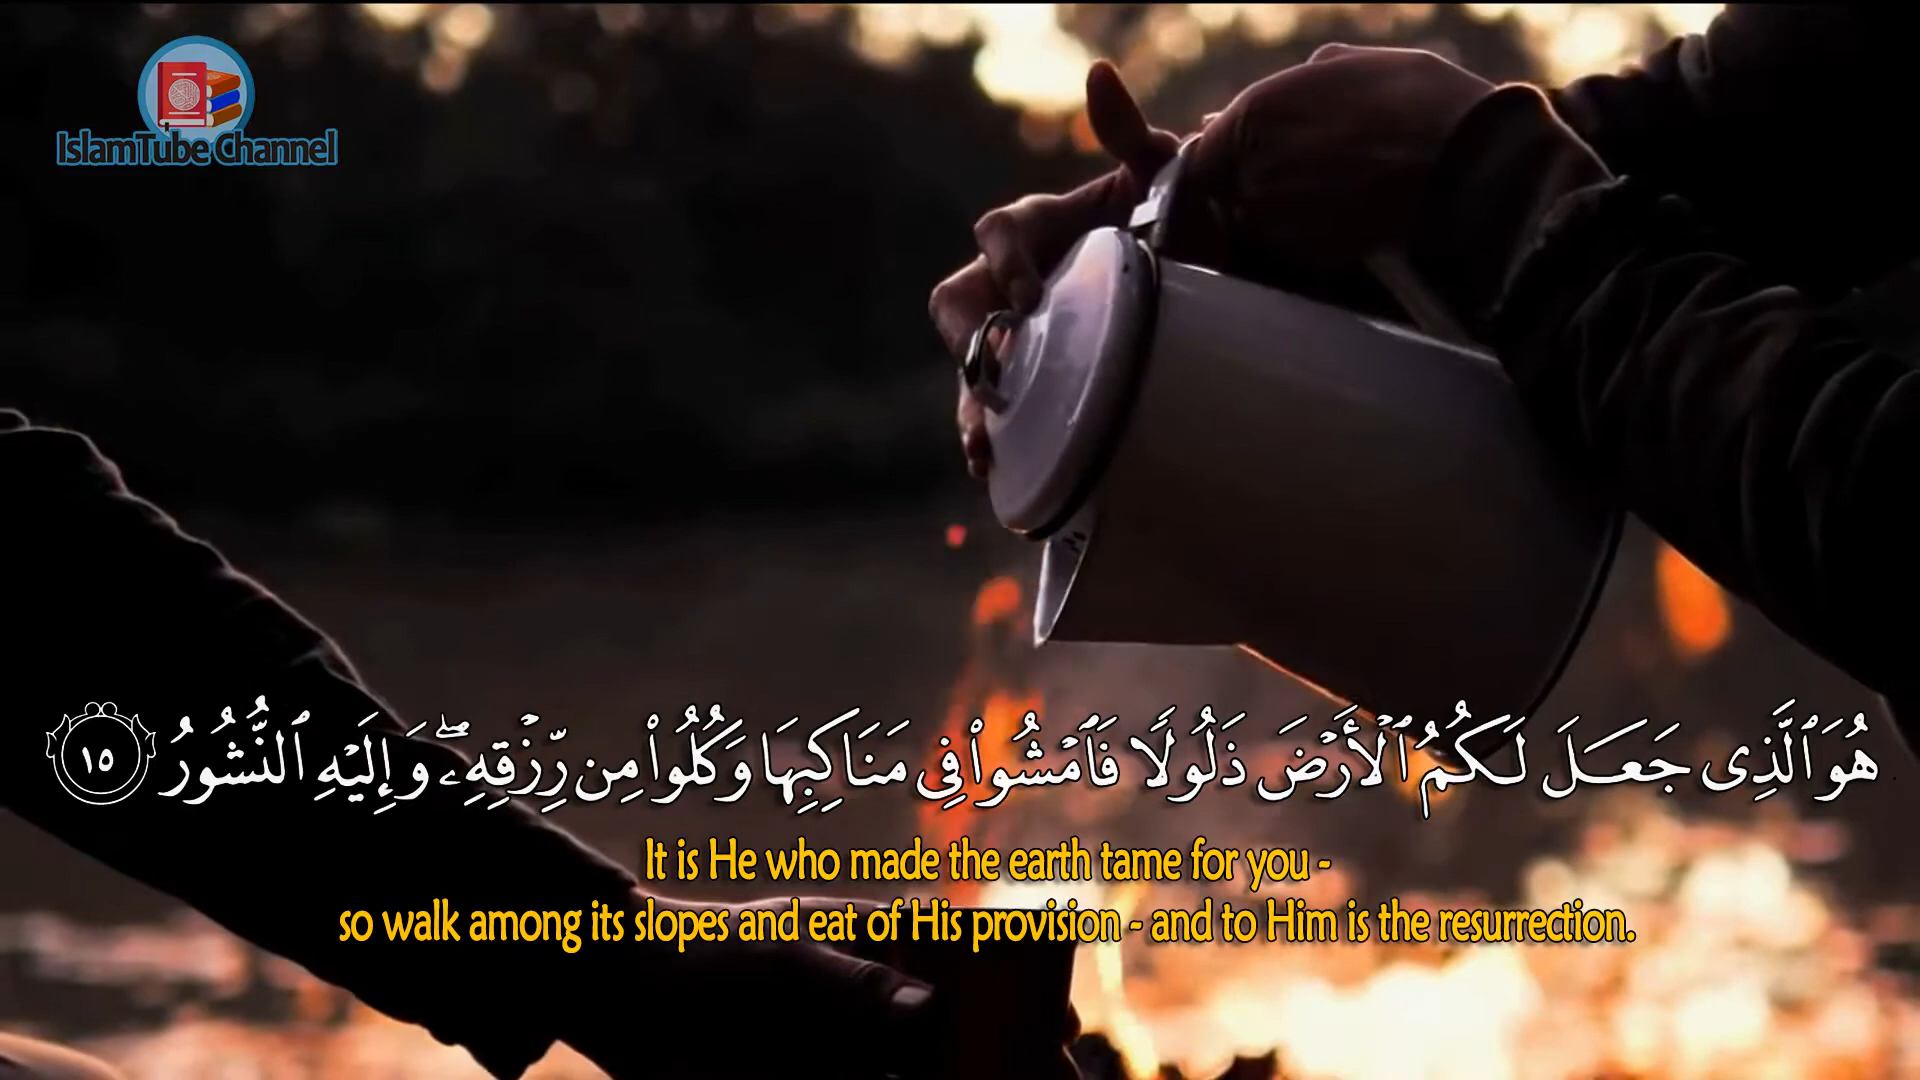 IslamTube Channel
هُوَ ٱلَّذِى جَعَلَ لَكُمُ ٱلْأَرْضَ ذَلُولًا فَٱمْشُوا۟ فِى مَنَاكِبِهَا وَكُلُوا۟ مِن رِّزْقِهِۦ ۖ وَإِلَيْهِ ٱلنُّشُورُ ١٥
It is He who made the earth tame for you -
so walk among its slopes and eat of His provision - and to Him is the resurrection.